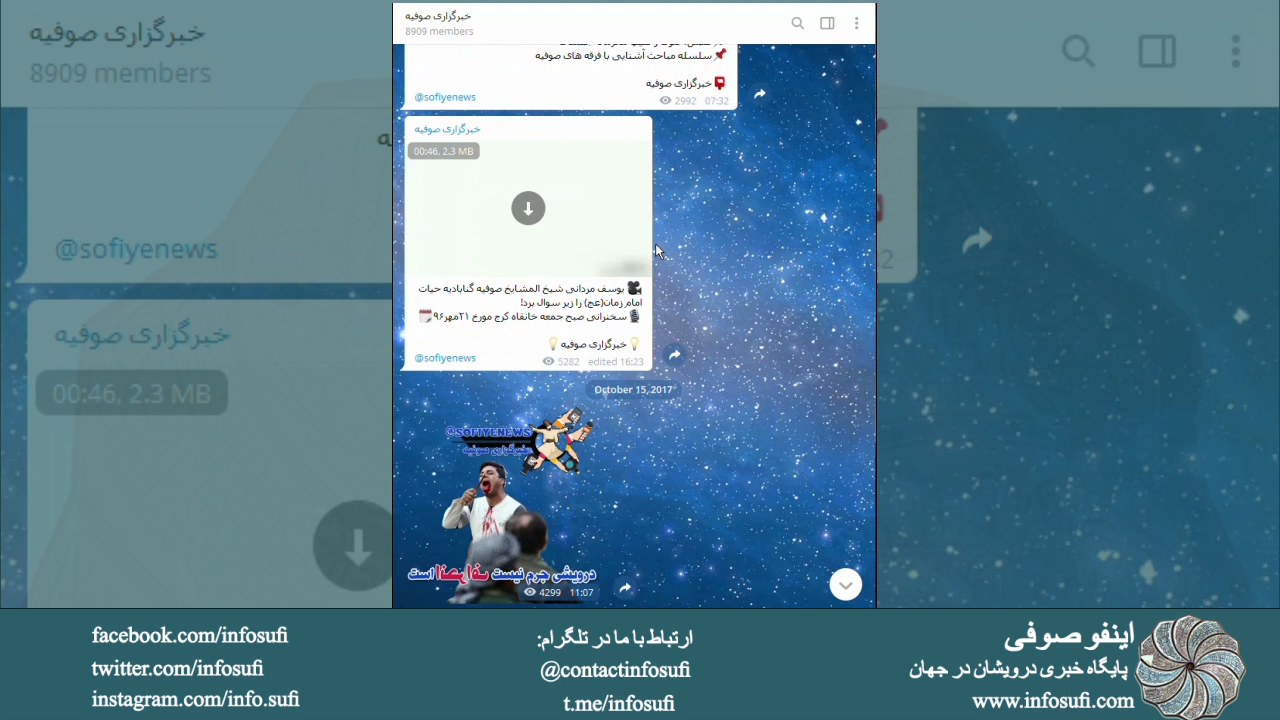 خبرگزاری صوفیه
8909 members
سلسله مباحث آشنایی با فرقه های صوفیه
خبرگزاری صوفیه
@sofiyenews
2992 07:32
خبرگزاری صوفیه
00:46, 2.3 MB
یوسف مردانی شیخ المشایخ صوفیه گنابادیه حیات
امام زمان(عج) را زیر سوال برد!
سخنرانی صبح جمعه خانقاه کرج مورخ ۲۱مهر۹۶
خبرگزاری صوفیه
@sofiyenews
5282 edited 16:23
October 15, 2017
@SOFIYENEWS
خبرگزاری صوفیه
درویشی جرم نیست
است
4299 11:07
خبرگزاری صوفیه
8909 members
@sofiyenews
خبرگزاری صوفیه
00:46, 2.3 MB
facebook.com/infosufi
twitter.com/infosufi
instagram.com/info.sufi
ارتباط با ما در تلگرام:
@contactinfosufi
t.me/infosufi
اینفو صوفی
پایگاه خبری درویشان در جهان
www.infosufi.com